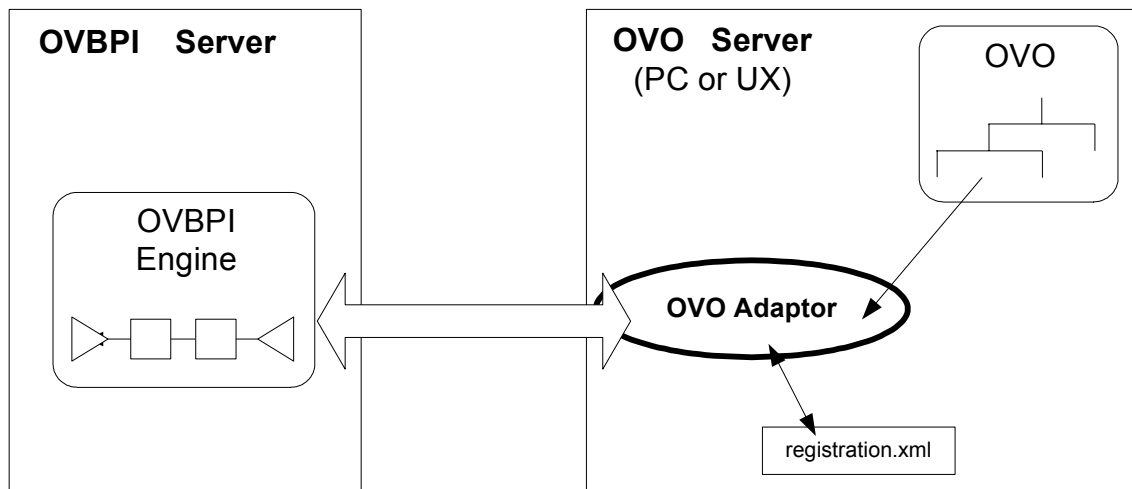 OVBPI Server
OVBPI
Engine
OVO Server
(PC or UX)
OVO
OVO Adaptor
registration.xml